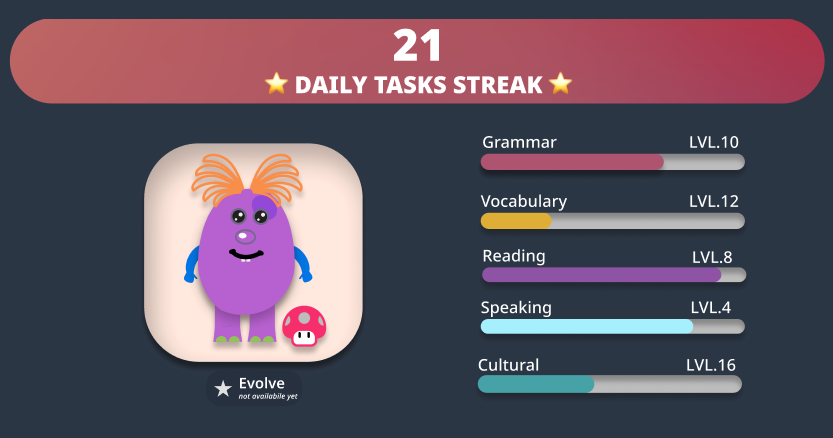 21
DAILY TASKS STREAK
Grammar LVL.10
Vocabulary LVL.12
Reading LVL.8
Speaking LVL.4
Cultural LVL.16
Evolve
not availabile yet